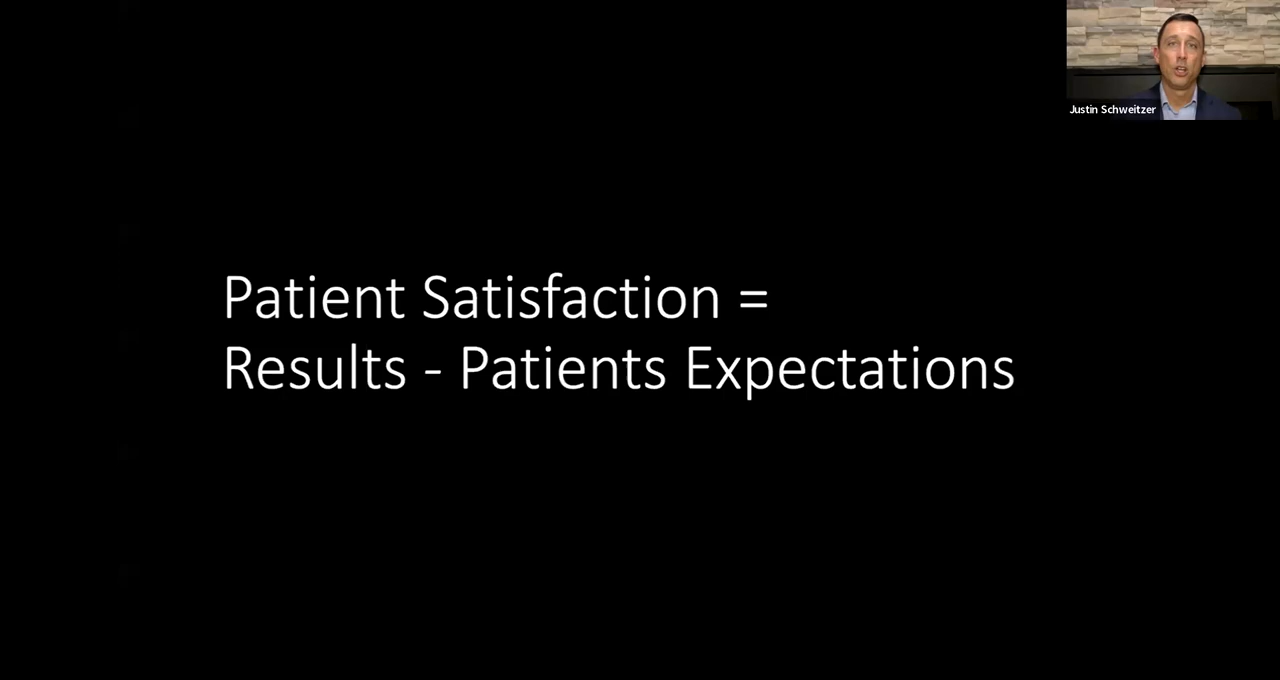 Justin Schweitzer
Patient Satisfaction =
Results - Patients Expectations